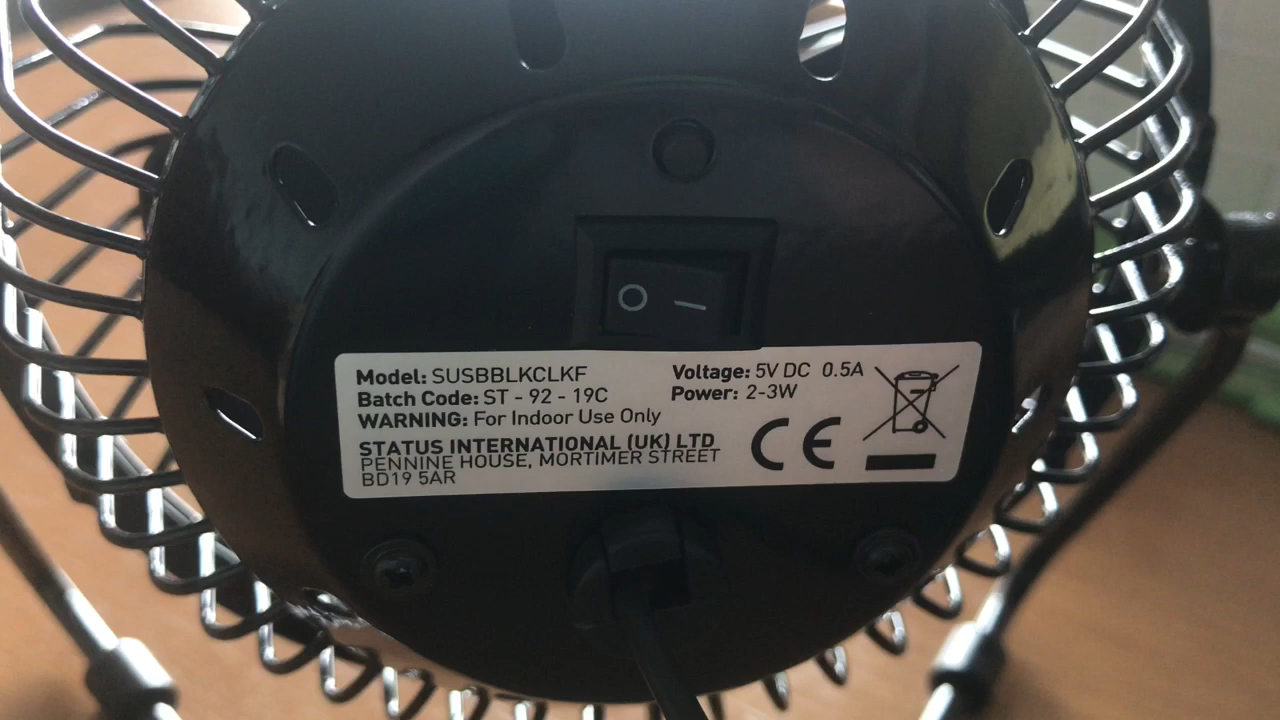 O —
Model: SUSBBLKCLKF
Batch Code: ST - 92 - 19C
WARNING: For Indoor Use Only
STATUS INTERNATIONAL (UK) LTD
PENNINE HOUSE, MORTIMER STREET
BD19 5AR
Voltage: 5V DC 0.5A
Power: 2-3W
CE